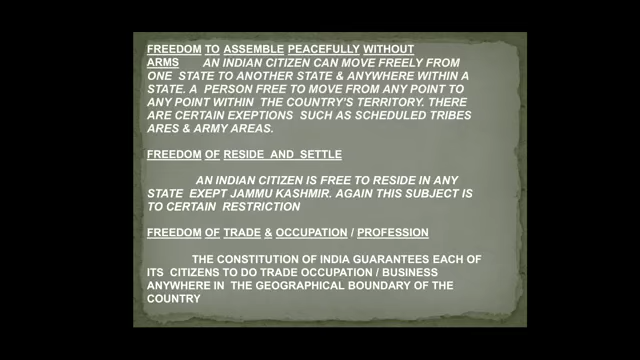 FREEDOM TO ASSEMBLE PEACEFULLY WITHOUT
ARMS AN INDIAN CITIZEN CAN MOVE FREELY FROM
ONE STATE TO ANOTHER STATE & ANYWHERE WITHIN A
STATE. A PERSON FREE TO MOVE FROM ANY POINT TO
ANY POINT WITHIN THE COUNTRY'S TERRITORY. THERE
ARE CERTAIN EXEPTIONS SUCH AS SCHEDULED TRIBES
ARES & ARMY AREAS.
FREEDOM OF RESIDE AND SETTLE
AN INDIAN CITIZEN IS FREE TO RESIDE IN ANY
STATE EXEPT JAMMU KASHMIR. AGAIN THIS SUBJECT IS
TO CERTAIN RESTRICTION
FREEDOM OF TRADE & OCCUPATION / PROFESSION
THE CONSTITUTION OF INDIA GUARANTEES EACH OF
ITS CITIZENS TO DO TRADE OCCUPATION / BUSINESS
ANYWHERE IN THE GEOGRAPHICAL BOUNDARY OF THE
COUNTRY